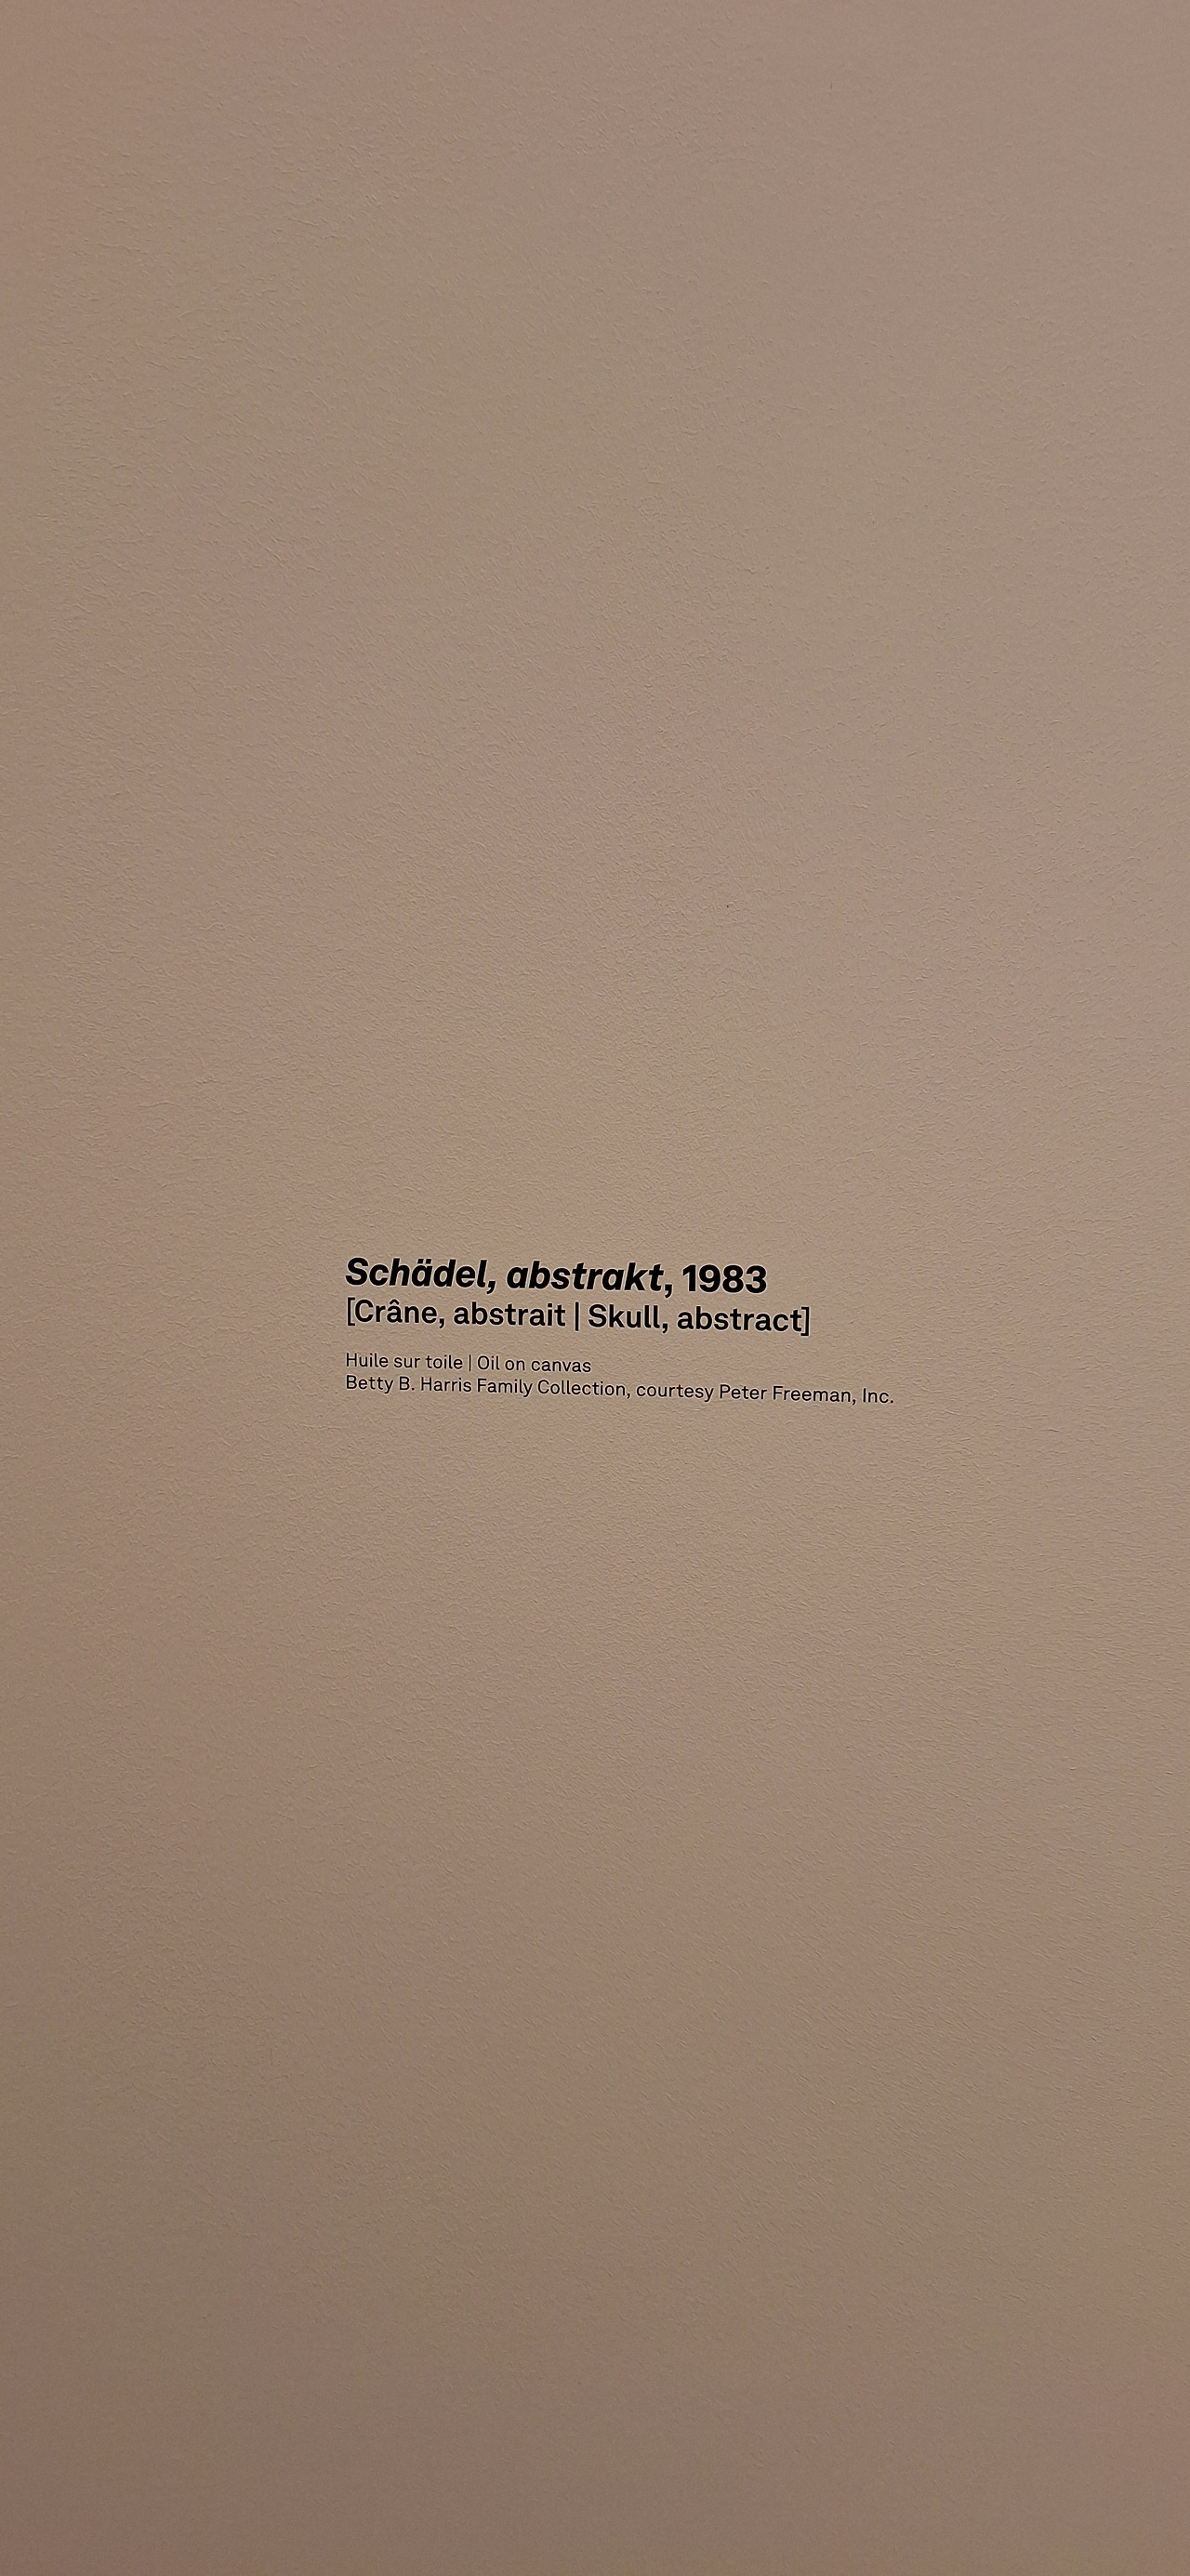 Schädel, abstrakt, 1983
[Crâne, abstrait | Skull, abstract]
Huile sur toile | Oil on canvas
Betty B. Harris Family Collection, courtesy Peter Freeman, Inc.